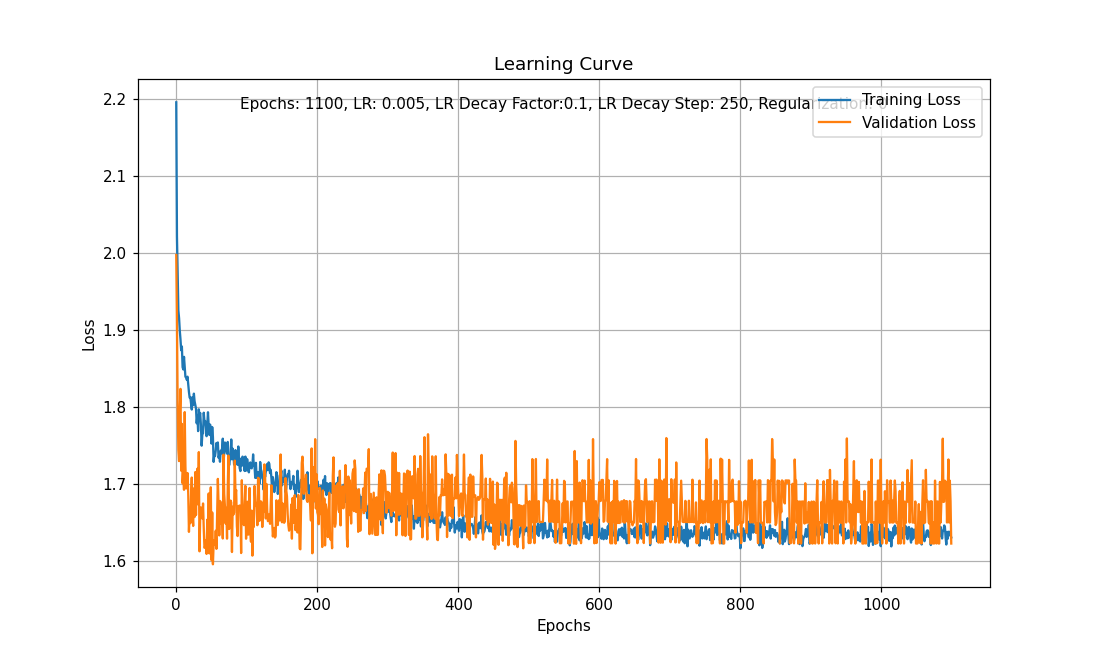 Learning Curve
Epochs: 1100, LR: 0.005, LR Decay Factor:0.1, LR Decay Step: 250, Regularization:
Training Loss
Validation Loss
2.2
2.1
2.0
1.9
1.8
1.7
1.6
Loss
0
200
400
600
800
1000
Epochs